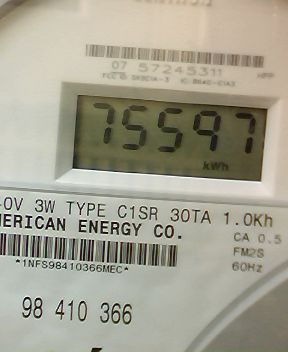 07 57245311 HPP
75597
kWh
0V 3W TYPE C1SR 30TA 1.0Kh
MERICAN ENERGY CO.
CA 0.5
FM2S
60Hz
*1NFS98410366MEC*
98 410 366